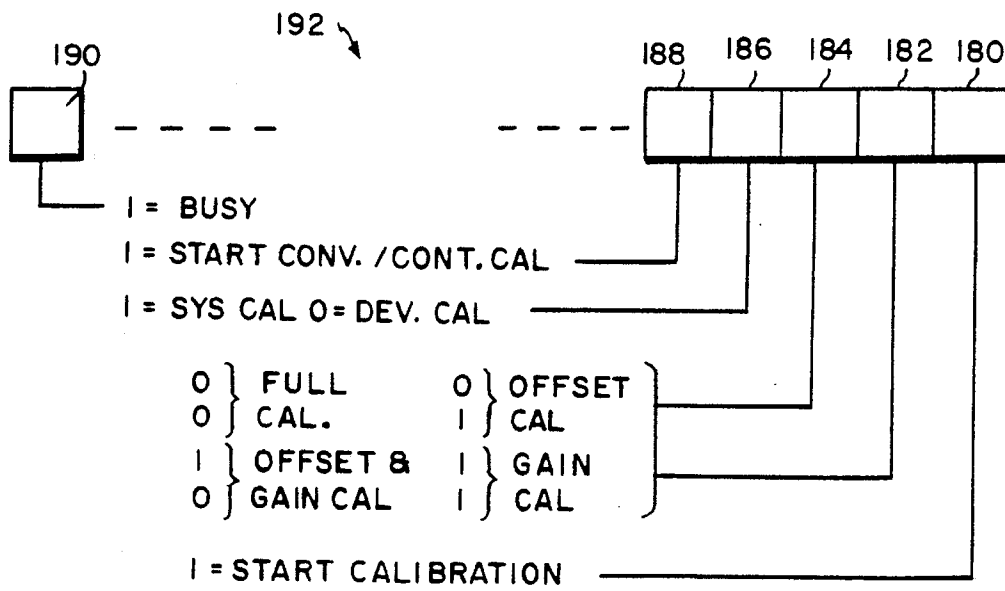 192
190
188 186 184 182 180
1 = BUSY
1 = START CONV. / CONT. CAL
1 = SYS CAL 0 = DEV. CAL
0 } FULL 0 } OFFSET
0 } CAL. 1 } CAL
1 } OFFSET & 1 } GAIN
0 } GAIN CAL 1 } CAL
1 = START CALIBRATION